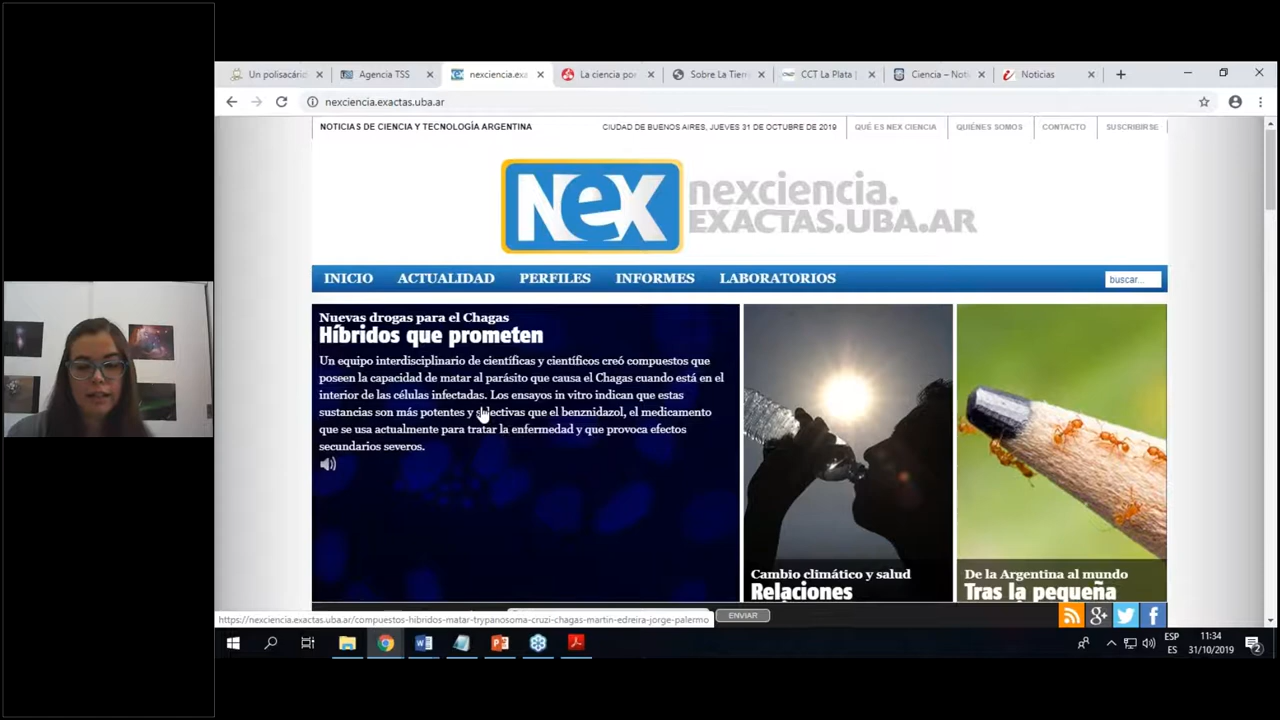 Un polisacári
Agencia TSS
nexciencia.exa
La ciencia por
Sobre La Tierr
CCT La Plata |
Ciencia – Not
Noticias
nexciencia.exactas.uba.ar
NOTICIAS DE CIENCIA Y TECNOLOGÍA ARGENTINA
CIUDAD DE BUENOS AIRES, JUEVES 31 DE OCTUBRE DE 2019
QUÉ ES NEX CIENCIA
QUIÉNES SOMOS
CONTACTO
SUSCRIBIRSE
NeX
nexciencia.
EXACTAS.UBA.AR
INICIO
ACTUALIDAD
PERFILES
INFORMES
LABORATORIOS
buscar...
Nuevas drogas para el Chagas
Híbridos que prometen
Un equipo interdisciplinario de científicas y científicos creó compuestos que
poseen la capacidad de matar al parásito que causa el Chagas cuando está en el
interior de las células infectadas. Los ensayos in vitro indican que estas
sustancias son más potentes y selectivas que el benznidazol, el medicamento
que se usa actualmente para tratar la enfermedad y que provoca efectos
secundarios severos.
Cambio climático y salud
Relaciones
De la Argentina al mundo
Tras la pequeña
ENVIAR
https://nexciencia.exactas.uba.ar/compuestos-hibridos-matar-trypanosoma-cruzi-chagas-martin-edreira-jorge-palermo
ESP
ES
11:34
31/10/2019
2